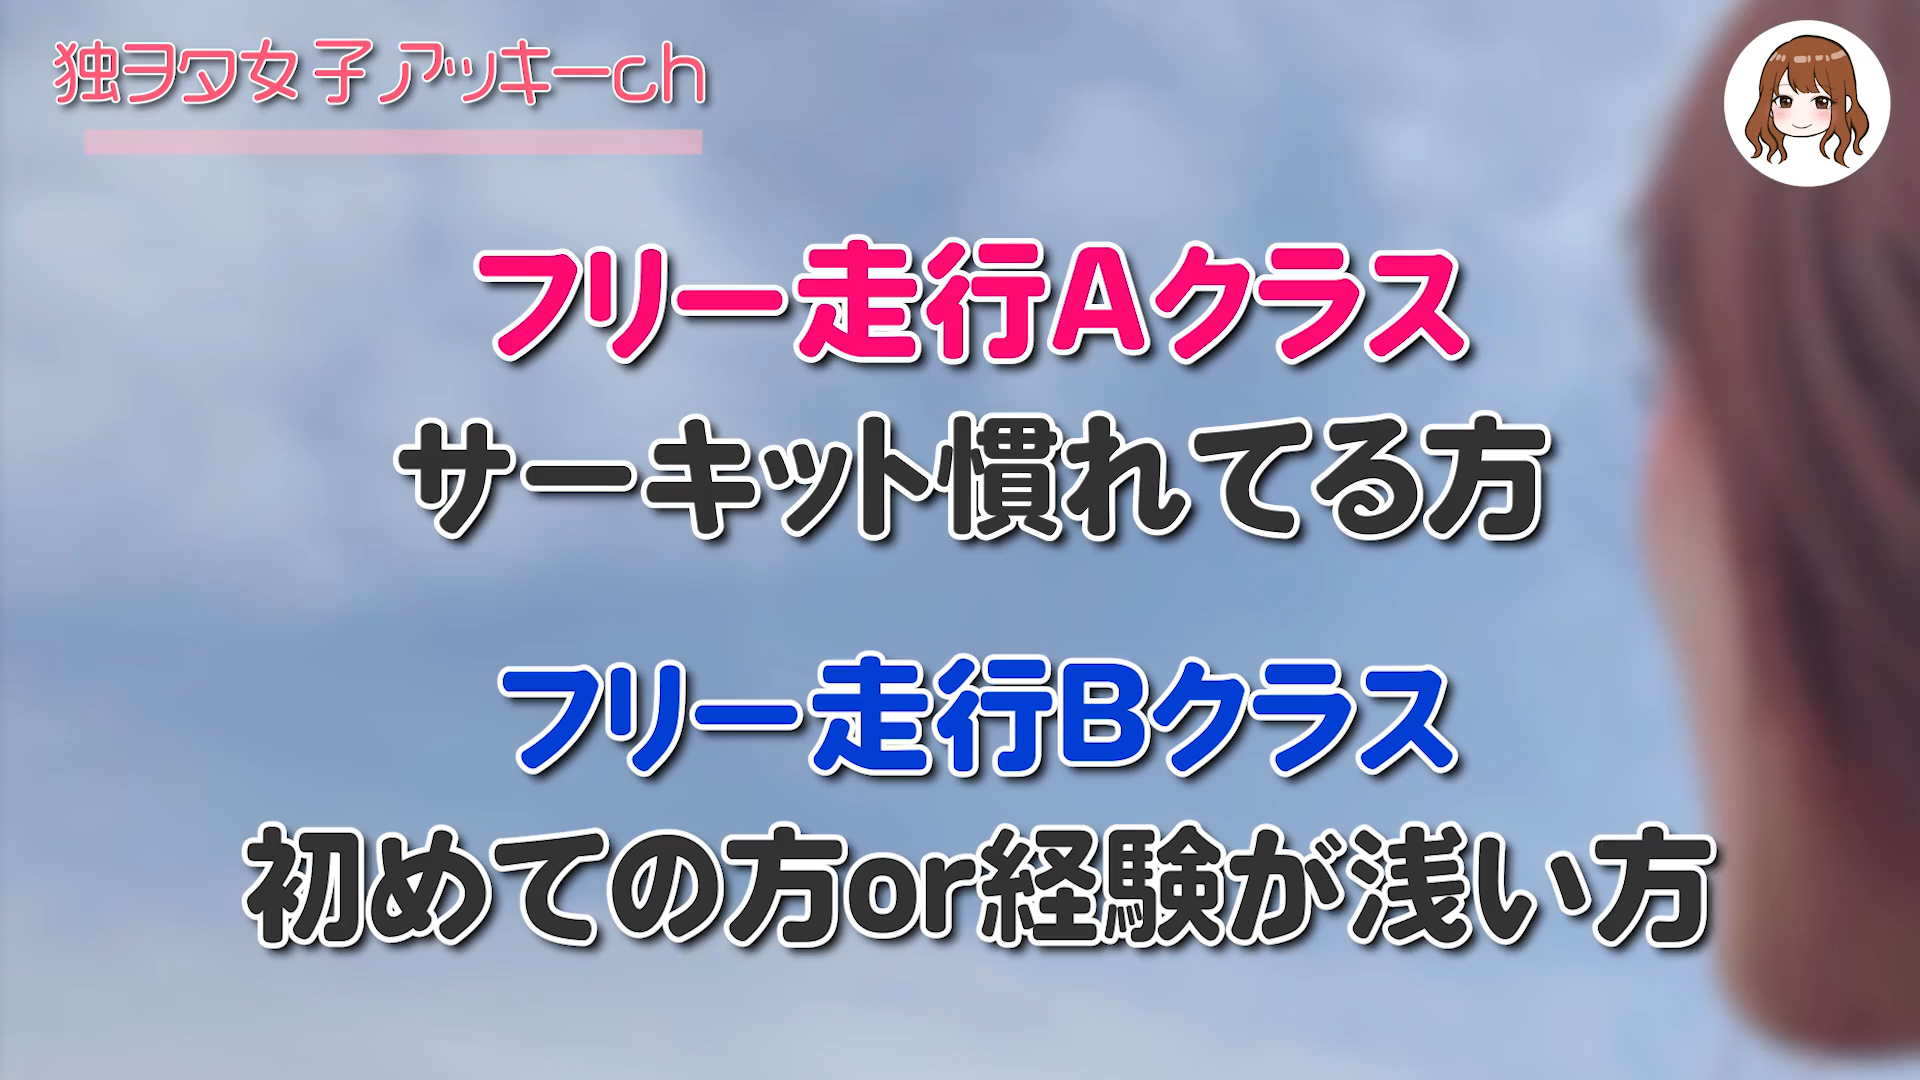 独ヲタ女子アッキーch
フリー走行Aクラス
サーキット慣れてる方
フリー走行Bクラス
初めての方or経験が浅い方